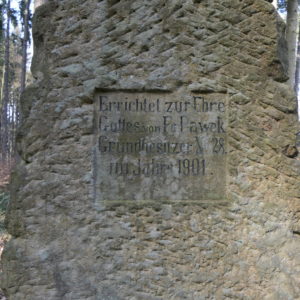 Errichtet zur Ehre
Gottes von Fr. Pawek
Grundbesitzer N. 28.
im Jahre 1901.